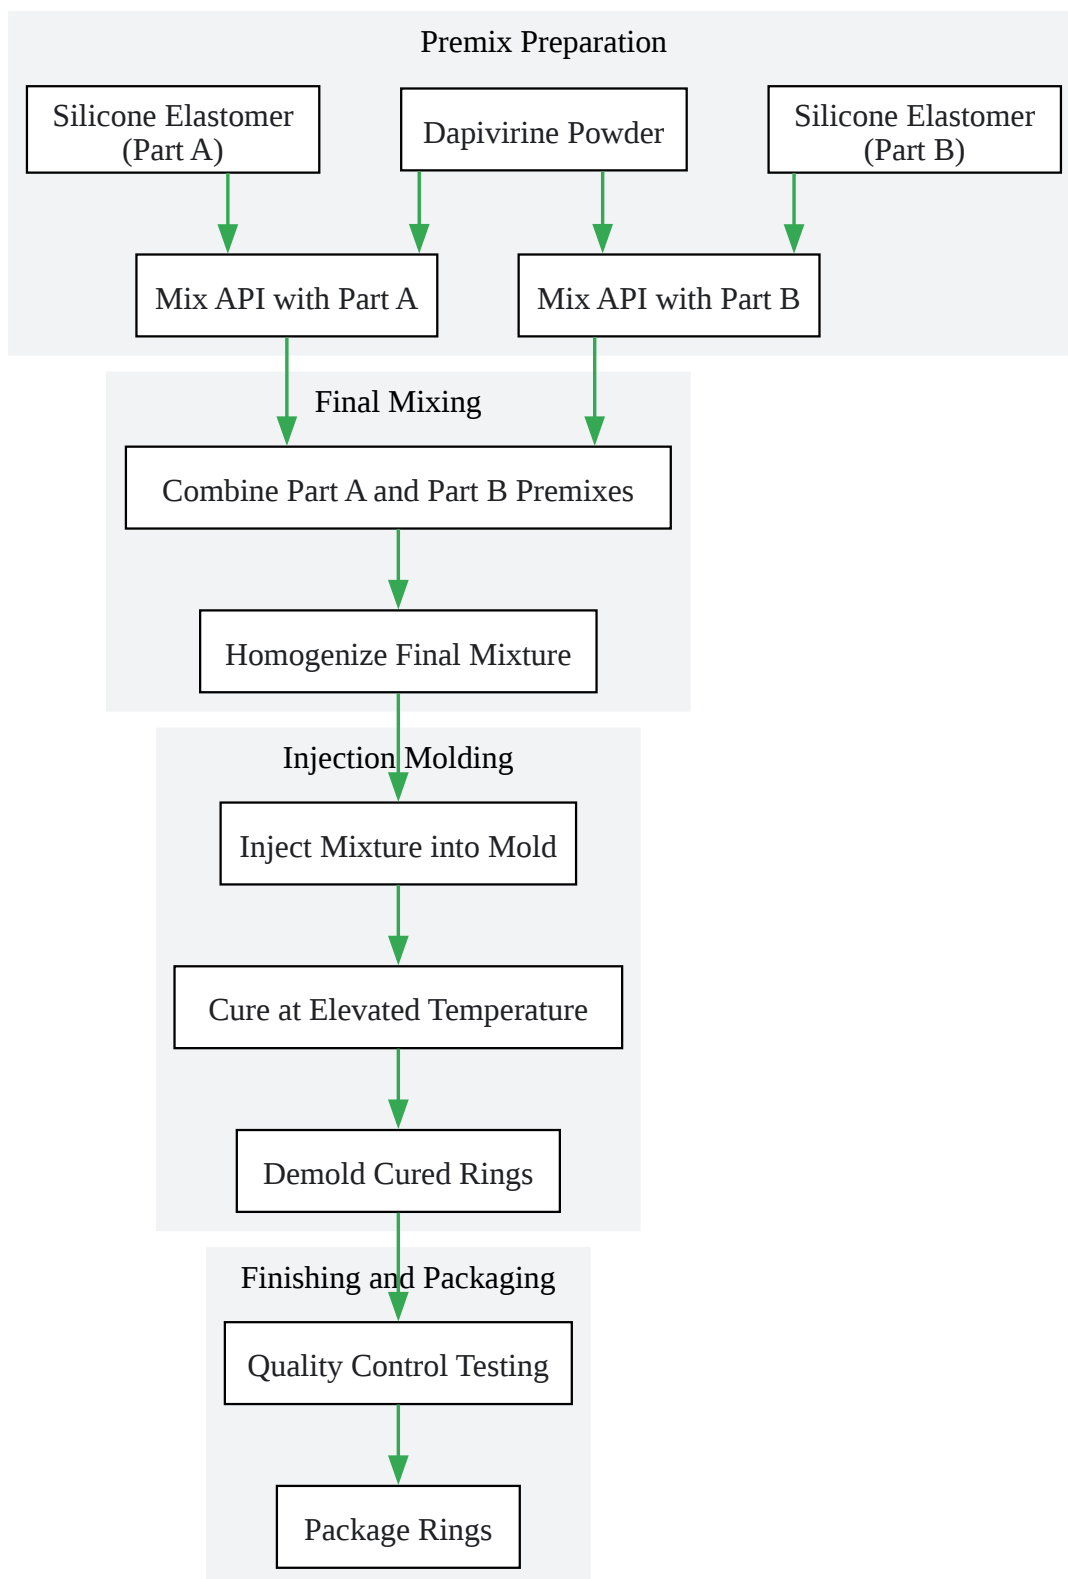 Premix Preparation
Silicone Elastomer
(Part A)
Dapivirine Powder
Silicone Elastomer
(Part B)
Mix API with Part A
Mix API with Part B
Final Mixing
Combine Part A and Part B Premixes
Homogenize Final Mixture
Injection Molding
Inject Mixture into Mold
Cure at Elevated Temperature
Demold Cured Rings
Finishing and Packaging
Quality Control Testing
Package Rings